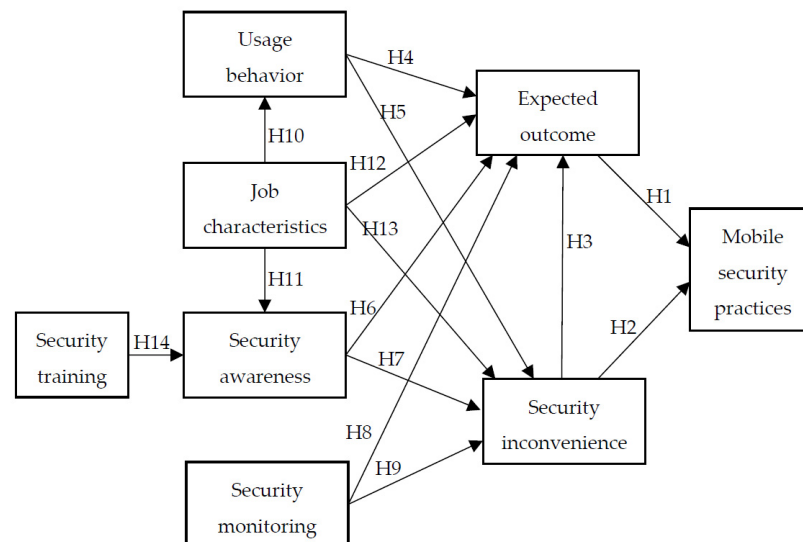 Usage
behavior
H4
Expected
outcome
H5
H10
H12
Job
characteristics
H1
H13
H3
Mobile
security
practices
H11
H6
Security
training
H14
Security
awareness
H2
H7
Security
inconvenience
H8
H9
Security
monitoring